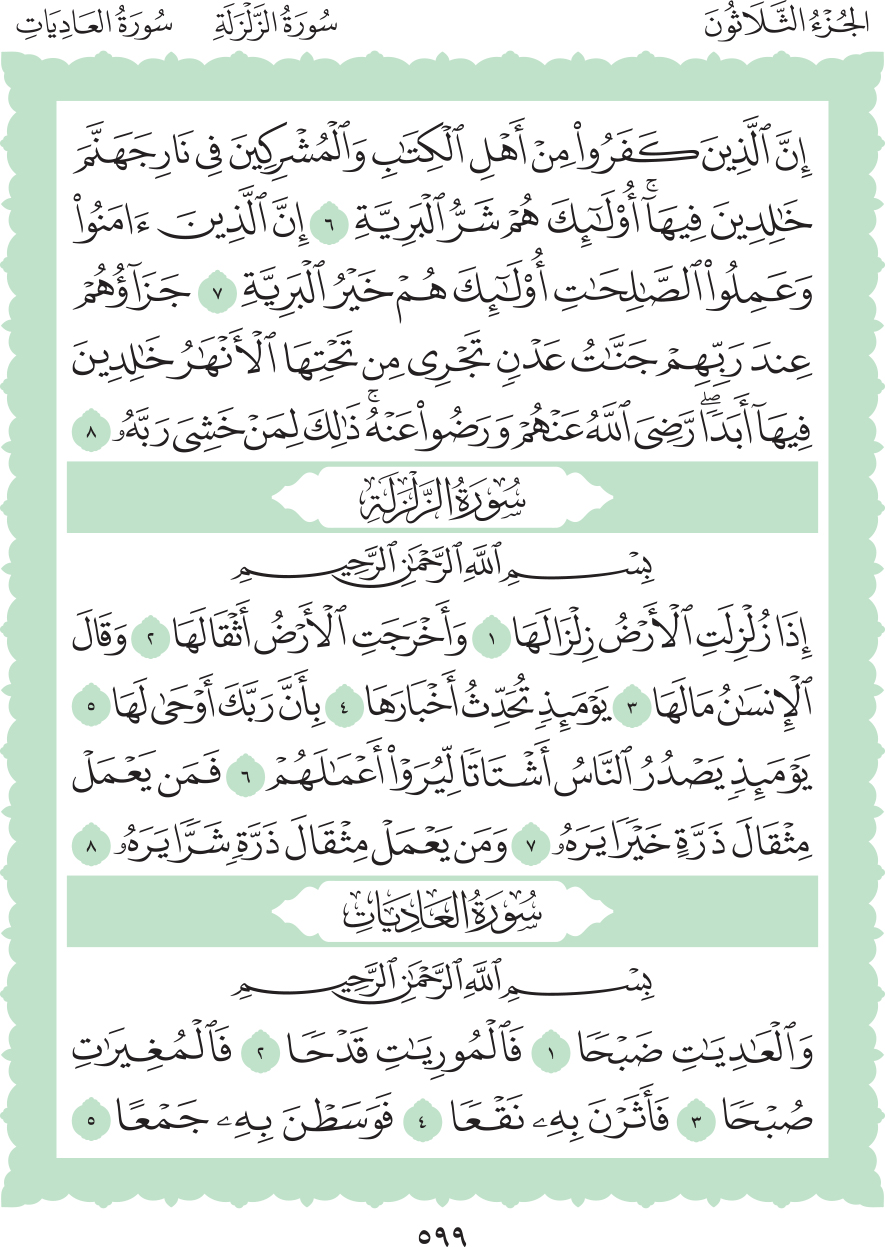 الجُزْءُ الثَّلَاثُونَ سُورَةُ الزَّلْزَلَةِ سُورَةُ العَادِيَاتِ
إِنَّ ٱلَّذِينَ كَفَرُوا۟ مِنْ أَهْلِ ٱلْكِتَٰبِ وَٱلْمُشْرِكِينَ فِى نَارِ جَهَنَّمَ
خَٰلِدِينَ فِيهَآ ۚ أُو۟لَٰٓئِكَ هُمْ شَرُّ ٱلْبَرِيَّةِ ٦ إِنَّ ٱلَّذِينَ ءَامَنُوا۟
وَعَمِلُوا۟ ٱلصَّٰلِحَٰتِ أُو۟لَٰٓئِكَ هُمْ خَيْرُ ٱلْبَرِيَّةِ ٧ جَزَآؤُهُمْ
عِندَ رَبِّهِمْ جَنَّٰتُ عَدْنٍ تَجْرِى مِن تَحْتِهَا ٱلْأَنْهَٰرُ خَٰلِدِينَ
فِيهَآ أَبَدًا ۖ رَّضِىَ ٱللَّهُ عَنْهُمْ وَرَضُوا۟ عَنْهُ ۚ ذَٰلِكَ لِمَنْ خَشِىَ رَبَّهُۥ ٨
سُورَةُ الزَّلْزَلَةِ
بِسْمِ ٱللَّهِ ٱلرَّحْمَٰنِ ٱلرَّحِيمِ
إِذَا زُلْزِلَتِ ٱلْأَرْضُ زِلْزَالَهَا ١ وَأَخْرَجَتِ ٱلْأَرْضُ أَثْقَالَهَا ٢ وَقَالَ
ٱلْإِنسَٰنُ مَا لَهَا ٣ يَوْمَئِذٍ تُحَدِّثُ أَخْبَارَهَا ٤ بِأَنَّ رَبَّكَ أَوْحَىٰ لَهَا ٥
يَوْمَئِذٍ يَصْدُرُ ٱلنَّاسُ أَشْتَاتًا لِّيُرَوْا۟ أَعْمَٰلَهُمْ ٦ فَمَن يَعْمَلْ
مِثْقَالَ ذَرَّةٍ خَيْرًا يَرَهُۥ ٧ وَمَن يَعْمَلْ مِثْقَالَ ذَرَّةٍ شَرًّا يَرَهُۥ ٨
سُورَةُ العَادِيَاتِ
بِسْمِ ٱللَّهِ ٱلرَّحْمَٰنِ ٱلرَّحِيمِ
وَٱلْعَٰدِيَٰتِ ضَبْحًا ١ فَٱلْمُورِيَٰتِ قَدْحًا ٢ فَٱلْمُغِيرَٰتِ
صُبْحًا ٣ فَأَثَرْنَ بِهِۦ نَقْعًا ٤ فَوَسَطْنَ بِهِۦ جَمْعًا ٥
٥٩٩